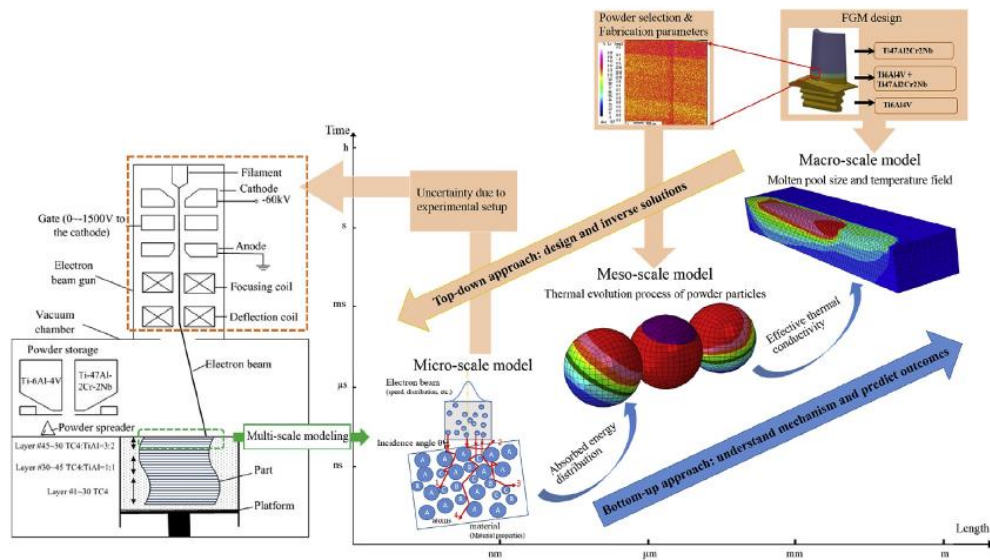 Powder selection &
Fabrication parameters
FGM design
Ti47Al2Cr2Nb
Ti6Al4V +
Ti47Al2Cr2Nb
Ti6Al4V
Time
h
s
ms
μs
ns
Filament
Cathode
-60kV
Gate (0~-1500V to
the cathode)
Anode
Electron
beam gun
Focusing coil
Deflection coil
Vacuum
chamber
Electron beam
Powder storage
Ti-6Al-4V
Ti-47Al-
2Cr-2Nb
Powder spreader
Layer #45~50 TC4:TiAl=3:2
Layer #30~45 TC4:TiAl=1:1
Layer #1~30 TC4
Part
Platform
Multi-scale modeling
Uncertainty due to
experimental setup
Top-down approach: design and inverse solutions
Macro-scale model
Molten pool size and temperature field
Meso-scale model
Thermal evolution process of powder particles
Effective thermal
conductivity
Micro-scale model
Electron beam
(speed, distribution, etc.)
Incidence angle θ
1
2
3
4
A
B
C
atoms
material
(Material properties)
Absorbed energy
distribution
Bottom-up approach: understand mechanism and predict outcomes
nm
μm
mm
m
Length